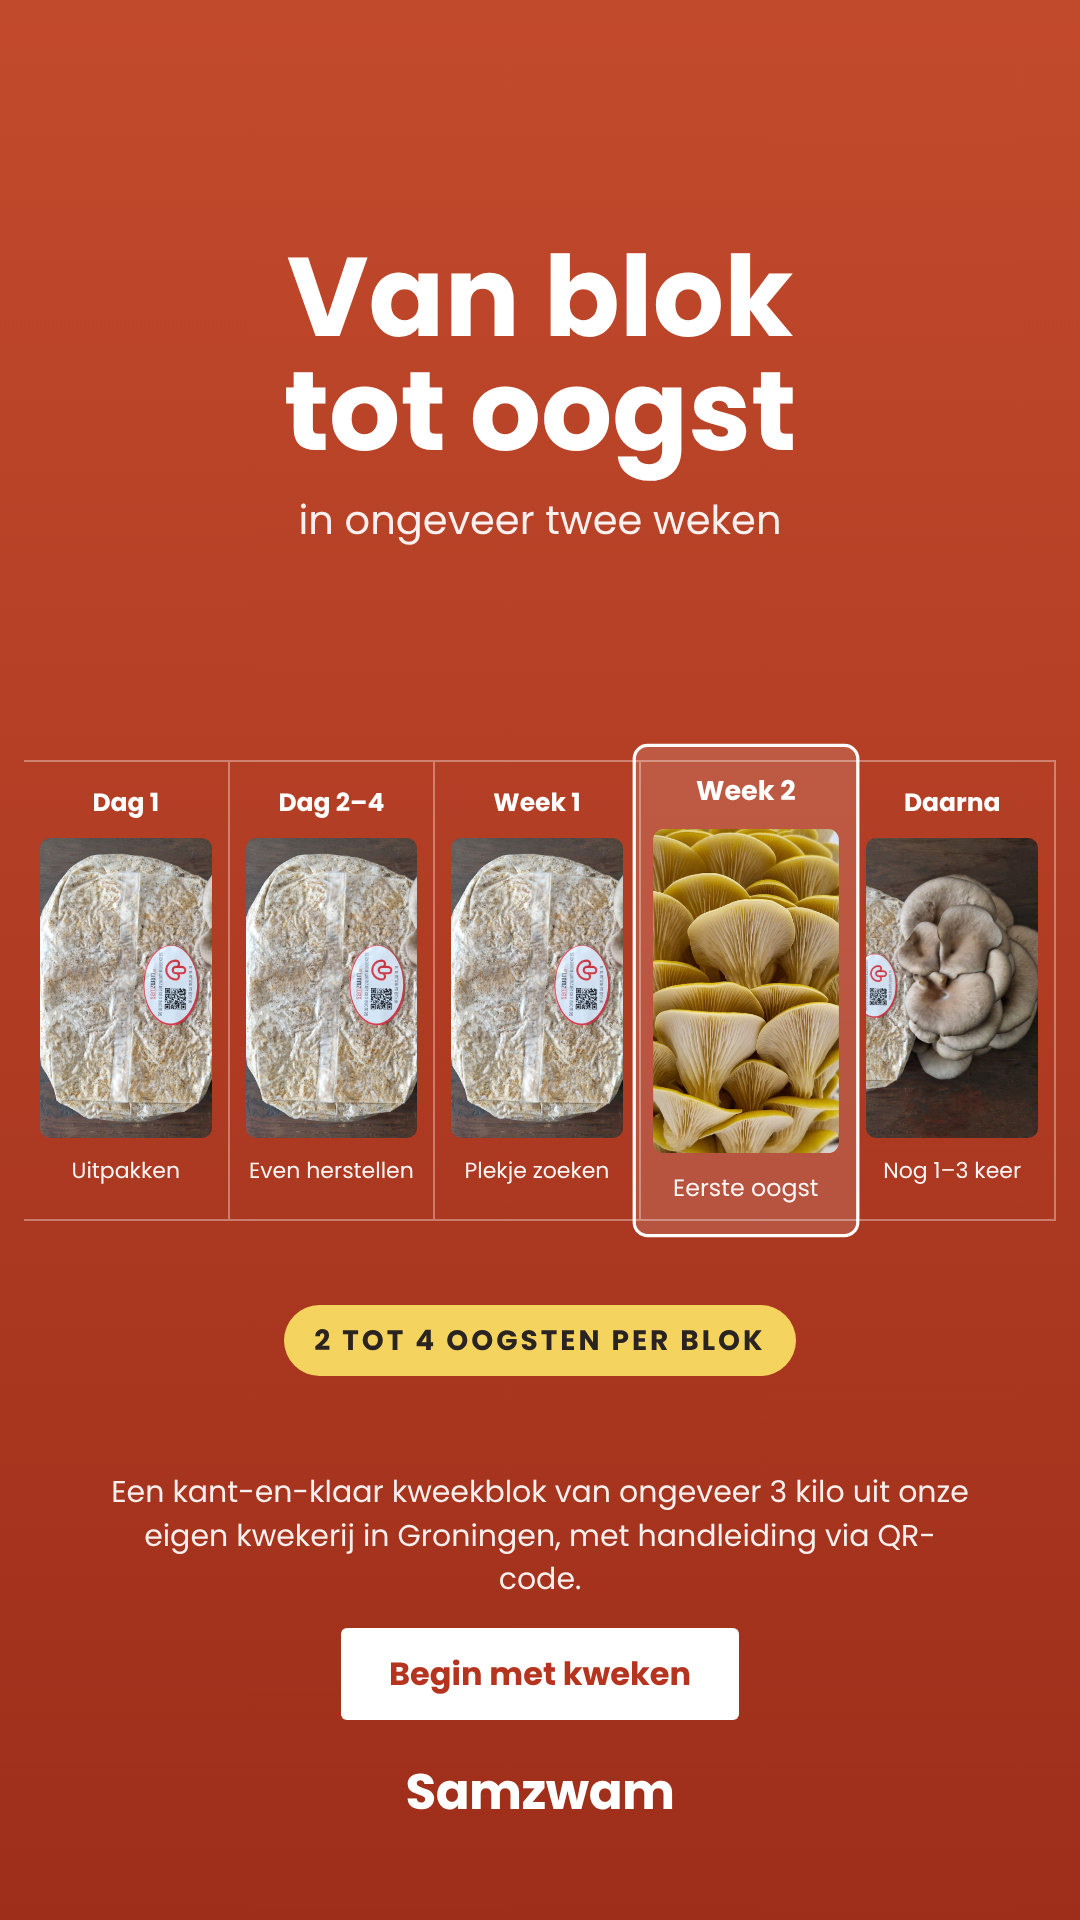 Van blok
tot oogst
in ongeveer twee weken
Dag 1
Dag 2–4
Week 1
Week 2
Daarna
Uitpakken
Even herstellen
Plekje zoeken
Eerste oogst
Nog 1–3 keer
2 TOT 4 OOGSTEN PER BLOK
Een kant-en-klaar kweekblok van ongeveer 3 kilo uit onze
eigen kwekerij in Groningen, met handleiding via QR-
code.
Begin met kweken
Samzwam